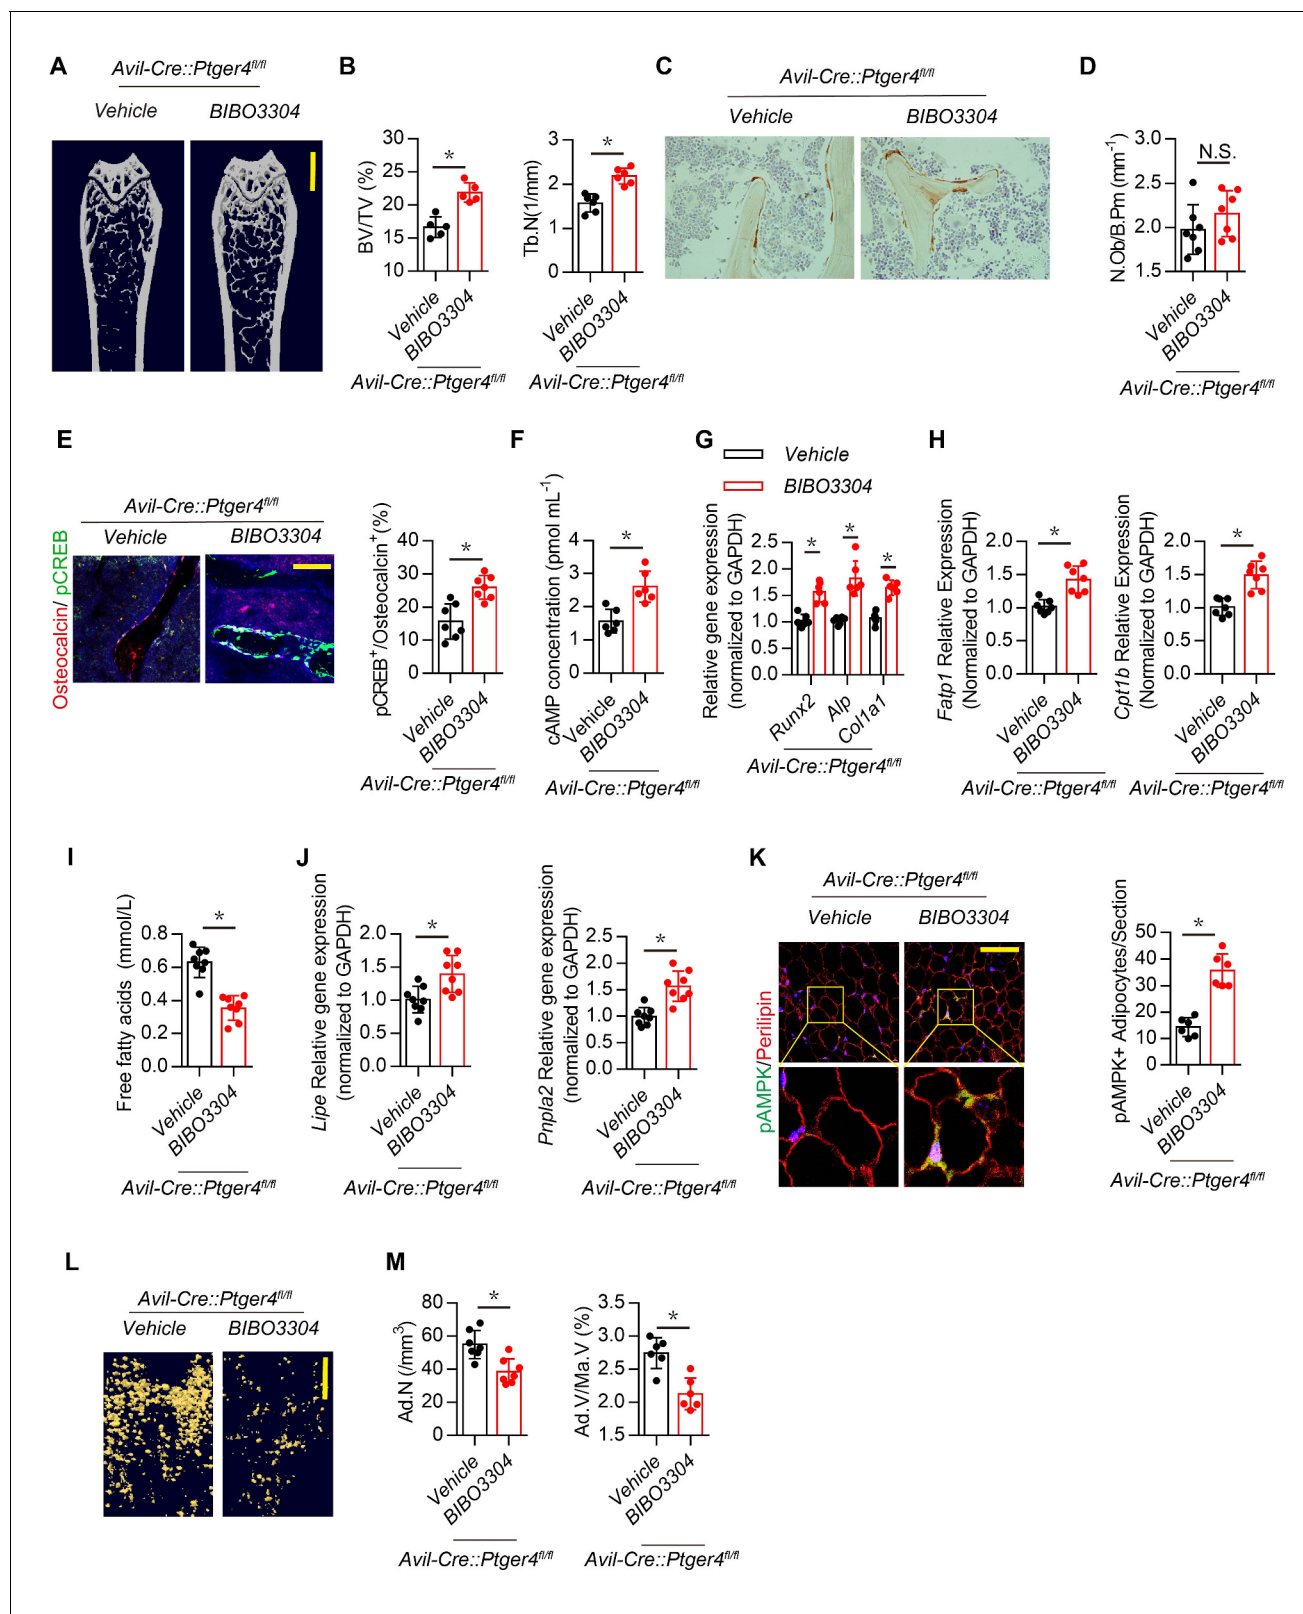 A
Avil-Cre::Ptger4fl/fl
Vehicle BIBO3304
B
BV/TV (%)
30
25
20
15
10
*
Vehicle
BIBO3304
Avil-Cre::Ptger4fl/fl
Tb.N(1/mm)
3
2
1
0
*
Vehicle
BIBO3304
Avil-Cre::Ptger4fl/fl
C
Avil-Cre::Ptger4fl/fl
Vehicle BIBO3304
D
N.Ob/B.Pm (mm-1)
3.0
2.5
2.0
1.5
N.S.
Vehicle
BIBO3304
Avil-Cre::Ptger4fl/fl
E
Avil-Cre::Ptger4fl/fl
Vehicle BIBO3304
Osteocalcin/ pCREB
pCREB+/Osteocalcin+(%)
40
30
20
10
0
*
Vehicle
BIBO3304
Avil-Cre::Ptger4fl/fl
F
cAMP concentration (pmol mL-1)
4
3
2
1
0
*
Vehicle
BIBO3304
Avil-Cre::Ptger4fl/fl
G
Vehicle
BIBO3304
Relative gene expression
(normalized to GAPDH)
2.5
2.0
1.5
1.0
0.5
0.0
* * *
Runx2
Alp
Col1a1
Avil-Cre::Ptger4fl/fl
H
Fatp1 Relative Expression
(Normalized to GAPDH)
2.0
1.5
1.0
0.5
0.0
*
Vehicle
BIBO3304
Avil-Cre::Ptger4fl/fl
Cpt1b Relative Expression
(Normalized to GAPDH)
2.0
1.5
1.0
0.5
0.0
*
Vehicle
BIBO3304
Avil-Cre::Ptger4fl/fl
I
Free fatty acids (mmol/L)
0.8
0.6
0.4
0.2
0.0
*
Vehicle
BIBO3304
Avil-Cre::Ptger4fl/fl
J
Lipe Relative gene expression
(normalized to GAPDH)
2.0
1.5
1.0
0.5
0.0
*
Vehicle
BIBO3304
Avil-Cre::Ptger4fl/fl
Pnpla2 Relative gene expression
(normalized to GAPDH)
2.5
2.0
1.5
1.0
0.5
0.0
*
Vehicle
BIBO3304
Avil-Cre::Ptger4fl/fl
K
Avil-Cre::Ptger4fl/fl
Vehicle BIBO3304
pAMPK/Perilipin
pAMPK+ Adipocytes/Section
50
40
30
20
10
0
*
Vehicle
BIBO3304
Avil-Cre::Ptger4fl/fl
L
Avil-Cre::Ptger4fl/fl
Vehicle BIBO3304
M
Ad.N (/mm3)
80
60
40
20
0
*
Vehicle
BIBO3304
Avil-Cre::Ptger4fl/fl
Ad.V/Ma.V (%)
3.5
3.0
2.5
2.0
1.5
*
Vehicle
BIBO3304
Avil-Cre::Ptger4fl/fl